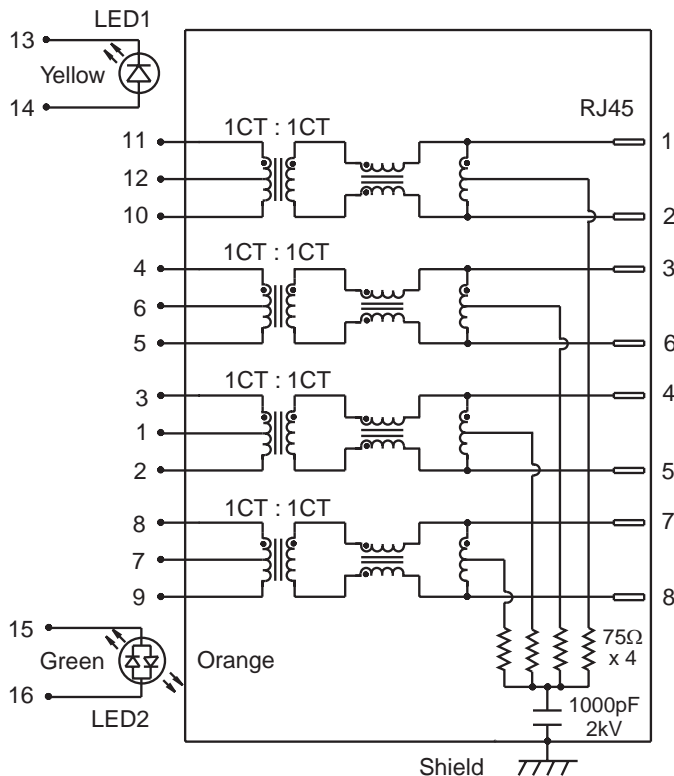 LED1
13
Yellow
14
RJ45
1CT : 1CT
11
1
12
10
2
1CT : 1CT
4
3
6
5
6
1CT : 1CT
3
4
1
2
5
1CT : 1CT
8
7
7
9
8
15
Green
Orange
75Ω
x 4
16
LED2
1000pF
2kV
Shield